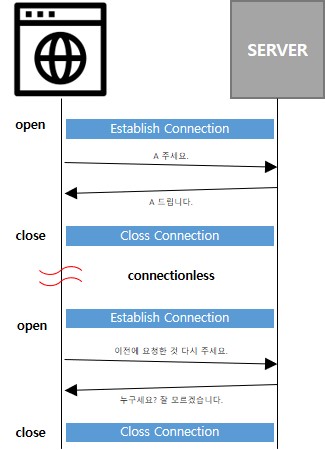 SERVER
open
Establish Connection
A 주세요.
A 드립니다.
close
Closs Connection
connectionless
Establish Connection
open
이전에 요청한 것 다시 주세요.
누구세요? 잘 모르겠습니다.
close
Closs Connection